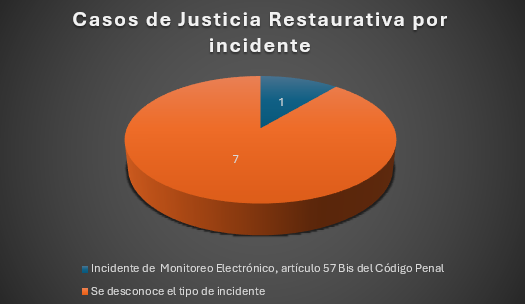 Casos de Justicia Restaurativa por
incidente
1
7
Incidente de Monitoreo Electrónico, artículo 57 Bis del Código Penal
Se desconoce el tipo de incidente